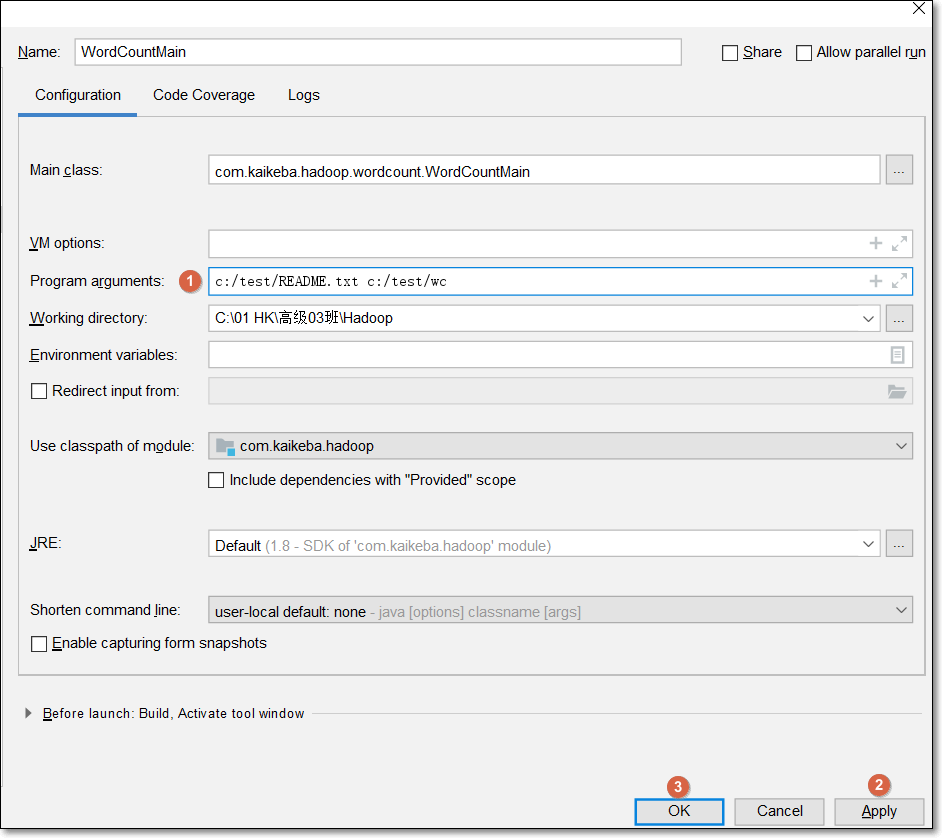 Name: WordCountMain Share Allow parallel run
Configuration Code Coverage Logs
Main class: com.kaikeba.hadoop.wordcount.WordCountMain ...
VM options:
Program arguments: 1 c:/test/README.txt c:/test/wc
Working directory: C:\01 HK\高级03班\Hadoop ...
Environment variables:
Redirect input from:
Use classpath of module: com.kaikeba.hadoop
Include dependencies with "Provided" scope
JRE: Default (1.8 - SDK of 'com.kaikeba.hadoop' module) ...
Shorten command line: user-local default: none - java [options] classname [args]
Enable capturing form snapshots
Before launch: Build, Activate tool window
3 2
OK Cancel Apply